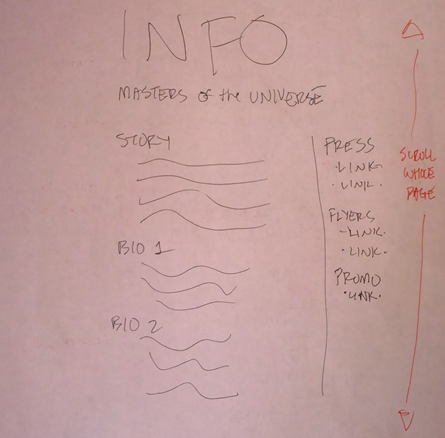 INFO
MASTERS of the UNIVERSE
STORY
BIO 1
BIO 2
PRESS
· LINK·
· LINK·
FLYERS
- LINK·
· LINK·
PROMO
· LINK·
SCROLL
WHOLE
PAGE